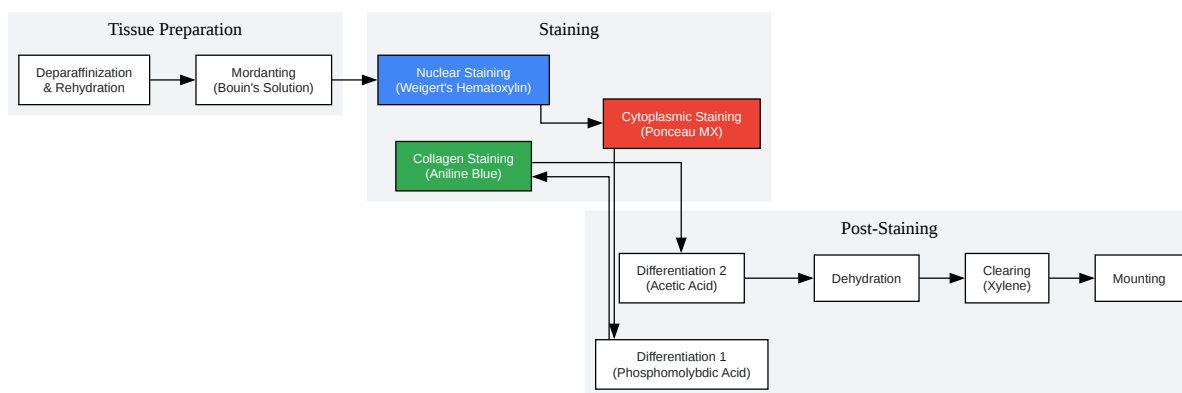 Tissue Preparation
Deparaffinization
& Rehydration
Mordanting
(Bouin's Solution)
Staining
Nuclear Staining
(Weigert's Hematoxylin)
Cytoplasmic Staining
(Ponceau MX)
Collagen Staining
(Aniline Blue)
Post-Staining
Differentiation 2
(Acetic Acid)
Dehydration
Clearing
(Xylene)
Mounting
Differentiation 1
(Phosphomolybdic Acid)